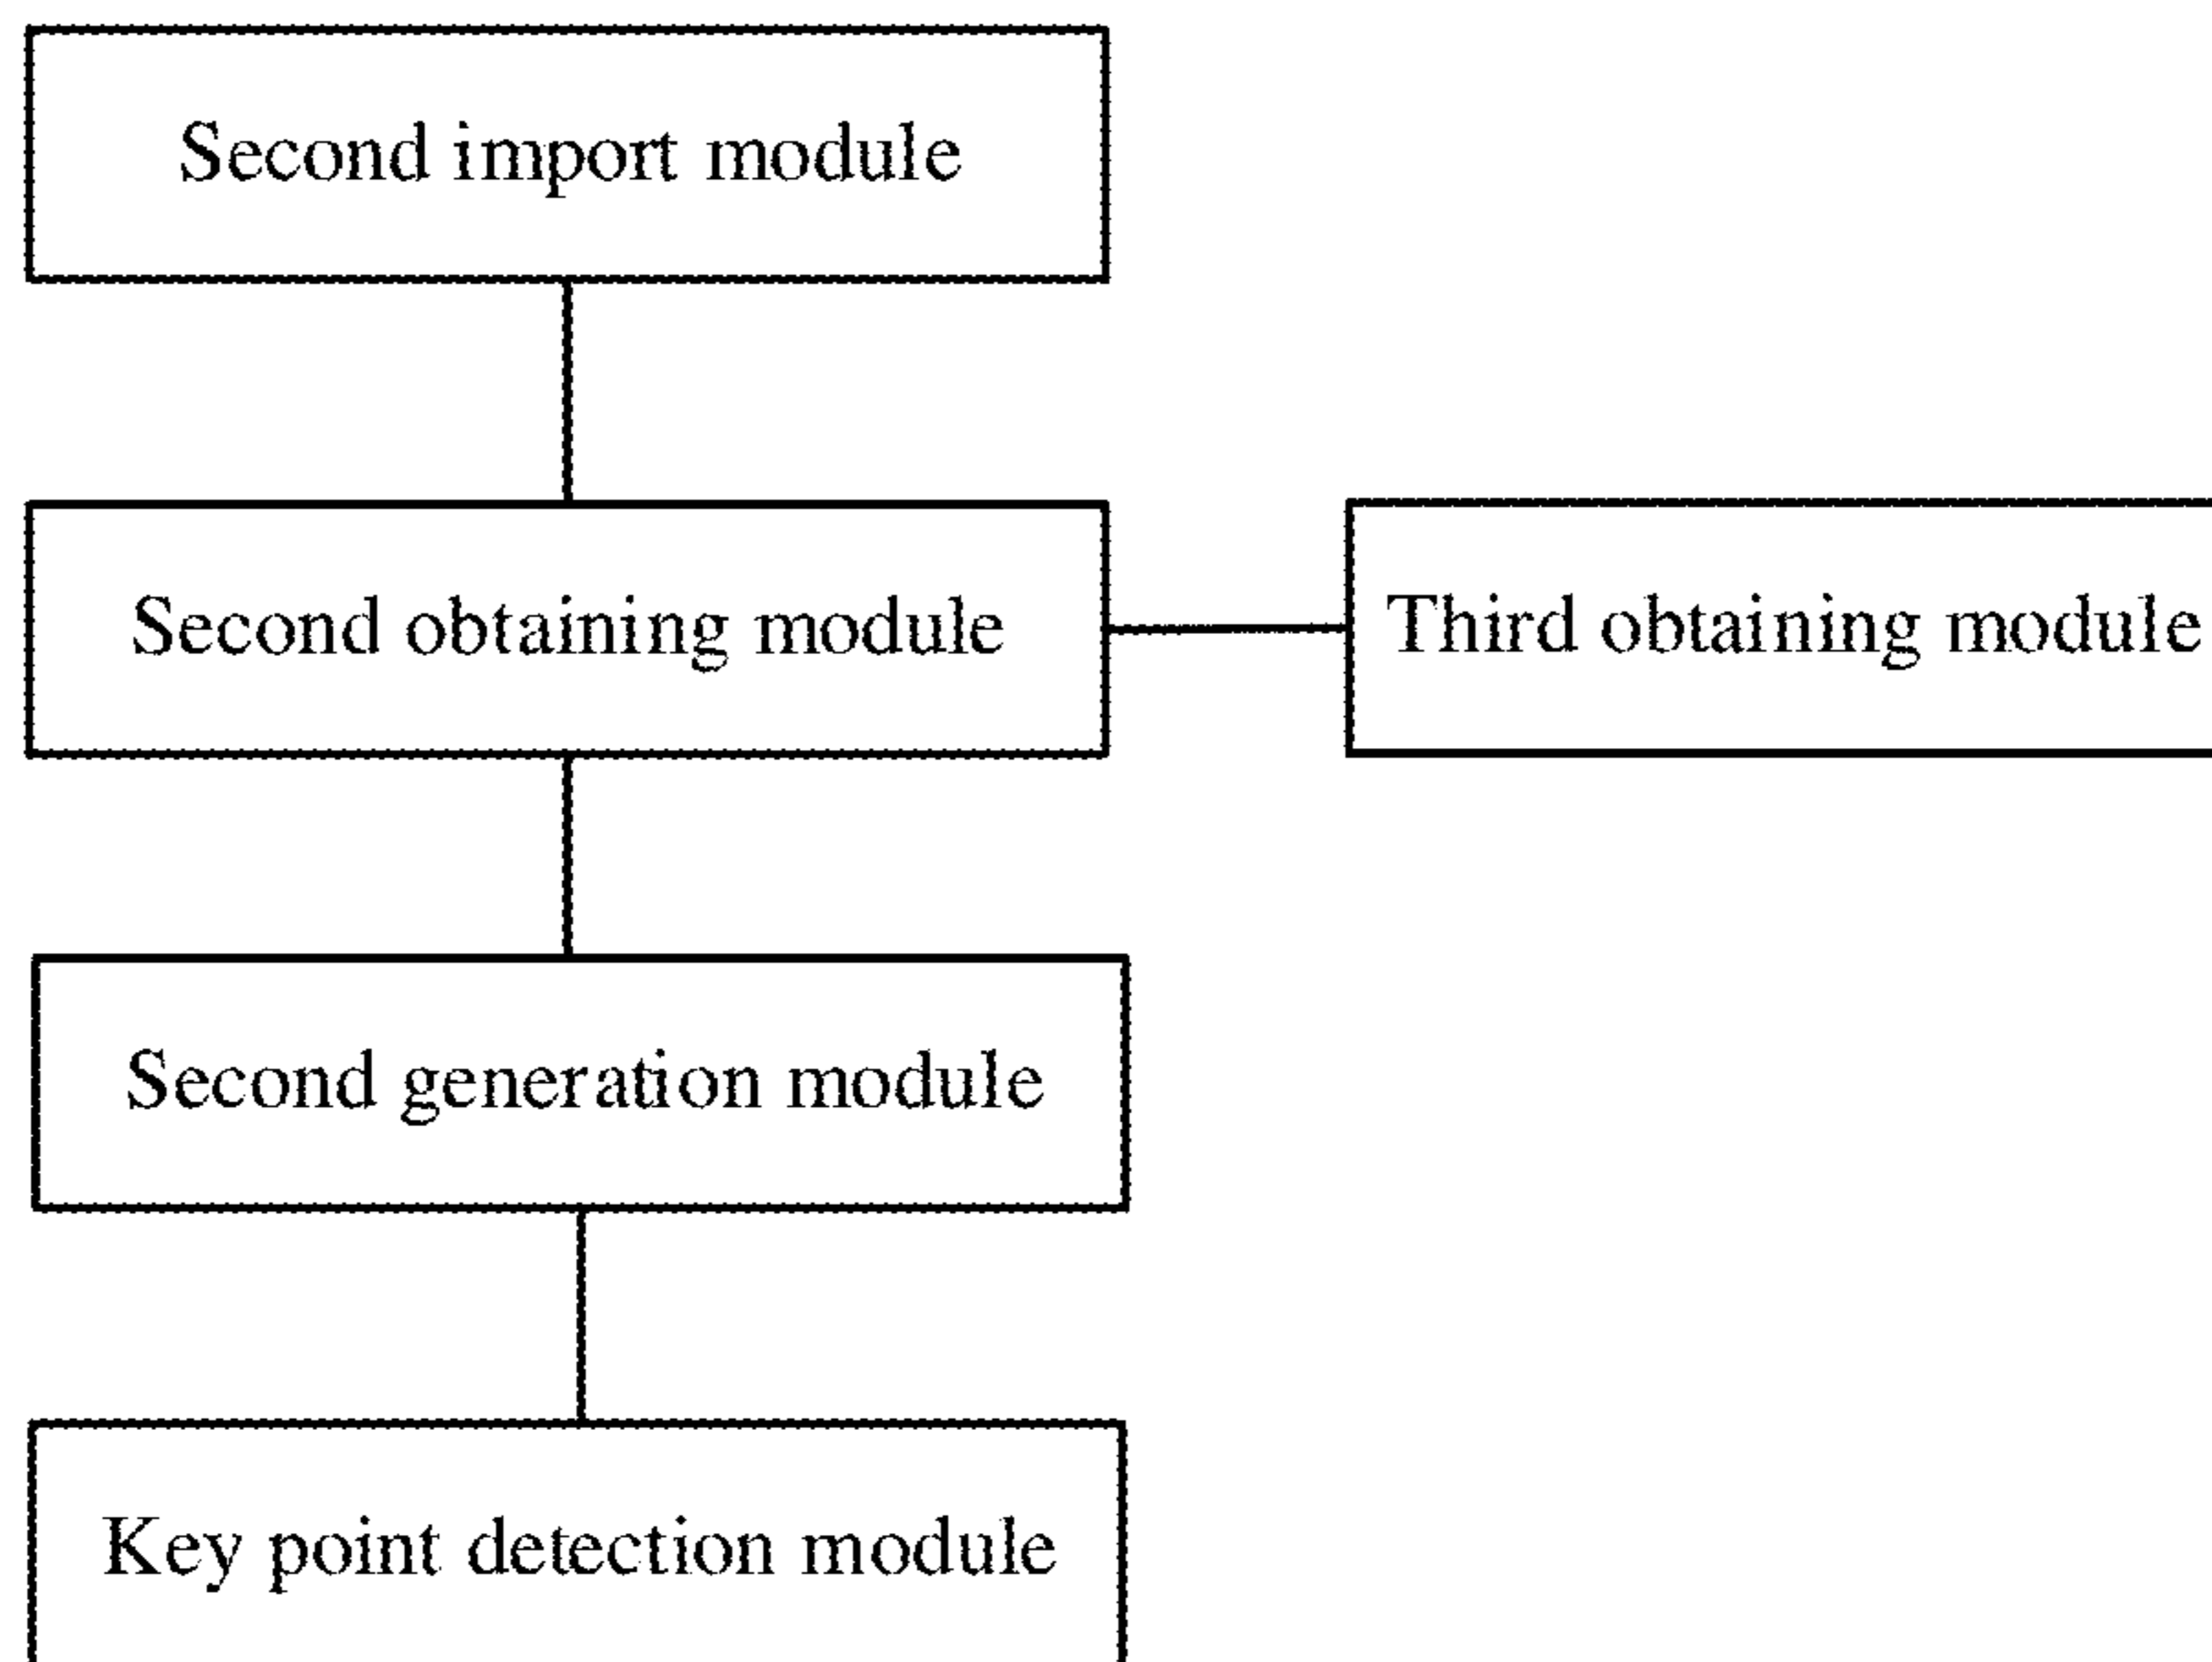 Second import module
Second obtaining module
Third obtaining module
Second generation module
Key point detection module